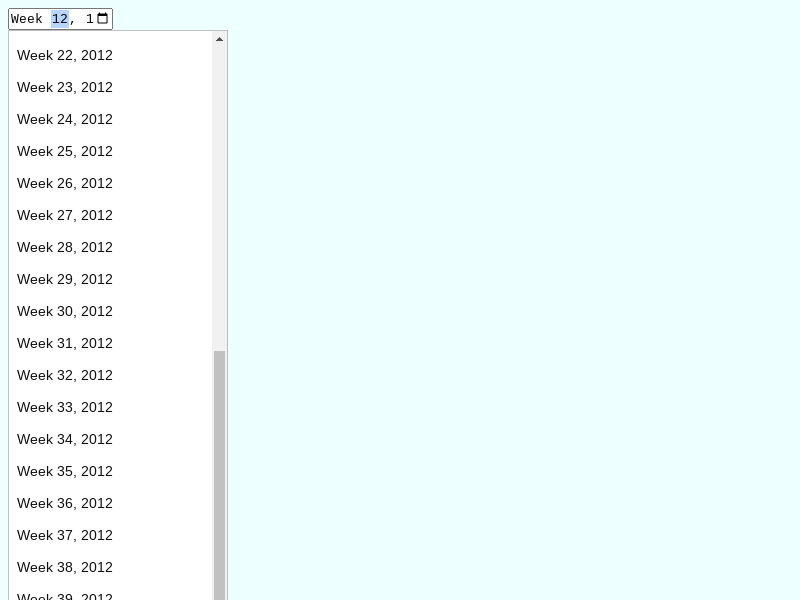 Week 12, 1
Week 22, 2012
Week 23, 2012
Week 24, 2012
Week 25, 2012
Week 26, 2012
Week 27, 2012
Week 28, 2012
Week 29, 2012
Week 30, 2012
Week 31, 2012
Week 32, 2012
Week 33, 2012
Week 34, 2012
Week 35, 2012
Week 36, 2012
Week 37, 2012
Week 38, 2012
Week 39, 2012